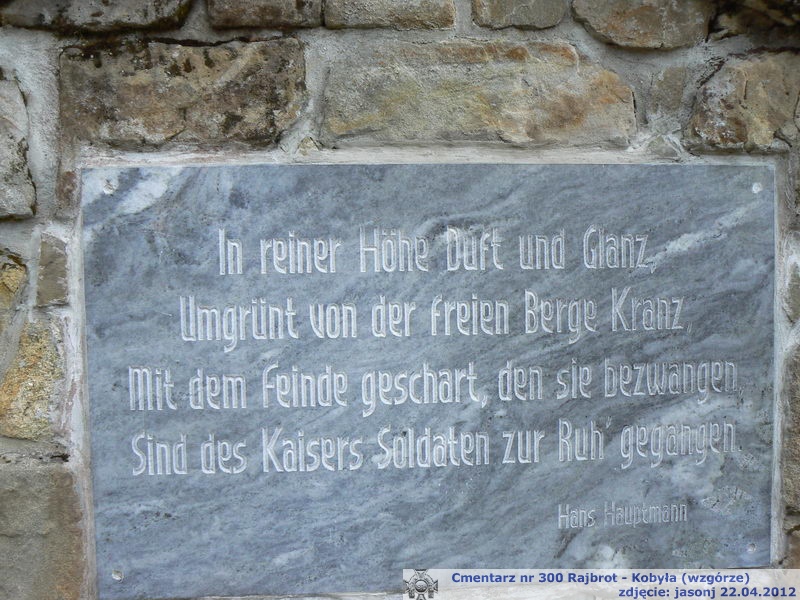 In reiner Höhe Duft und Glanz,
Umgrünt von der freien Berge Kranz,
Mit dem Feinde geschart, den sie bezwangen,
Sind des Kaisers Soldaten zur Ruh' gegangen.
Hans Hauptmann
Cmentarz nr 300 Rajbrot - Kobyła (wzgórze)
zdjęcie: jasonj 22.04.2012